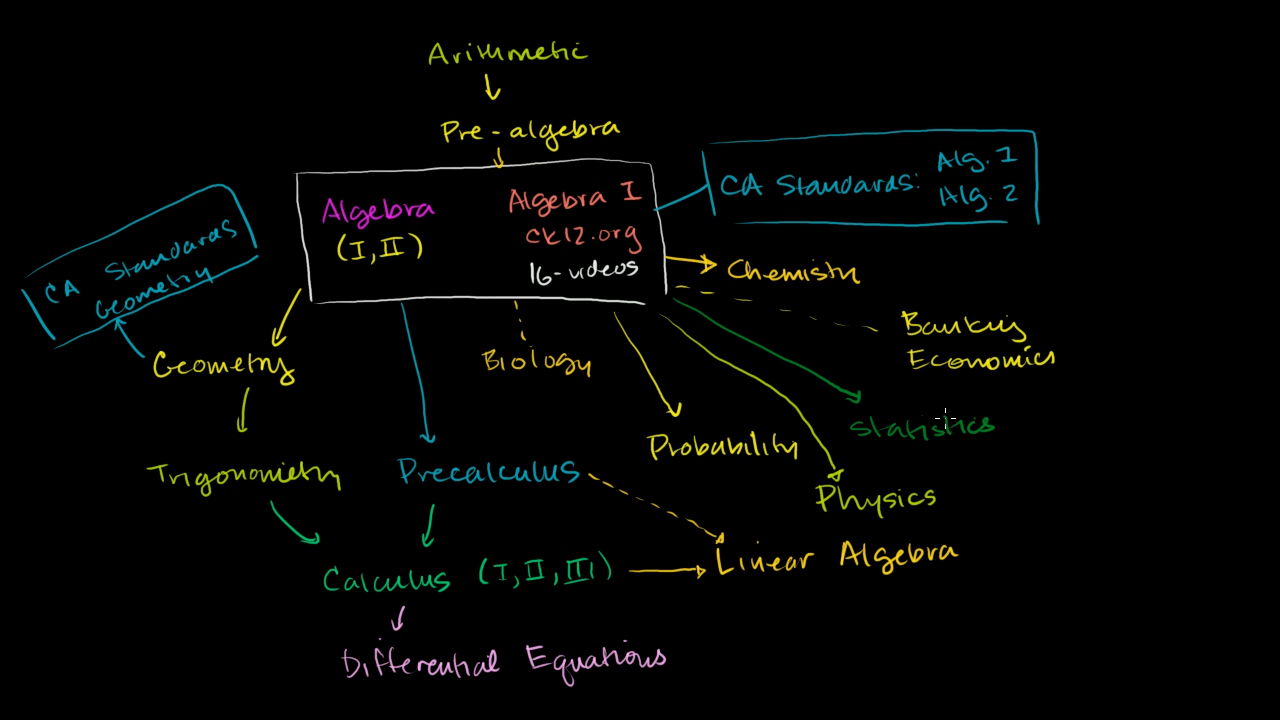 Arithmetic
Pre-algebra
Algebra
(I, II)
Algebra I
ck12.org
16-videos
CA Standards: Alg. 1
Alg. 2
CA Standards
Geometry
Chemistry
Banking
Economics
Geometry
Biology
Statistics
Probability
Trigonometry
Precalculus
Physics
Linear Algebra
Calculus (I, II, III)
Differential Equations